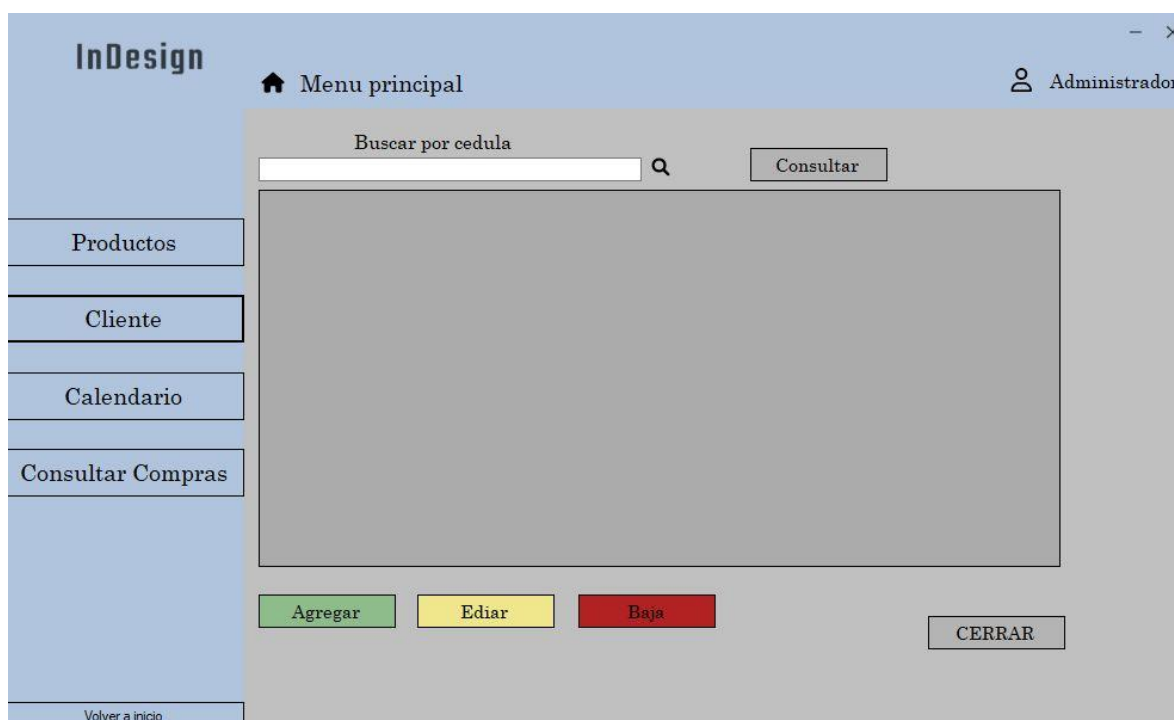 InDesign
Menu principal
Administrador
Buscar por cedula
Consultar
Productos
Cliente
Calendario
Consultar Compras
Agregar
Ediar
Baja
CERRAR
Volver a inicio